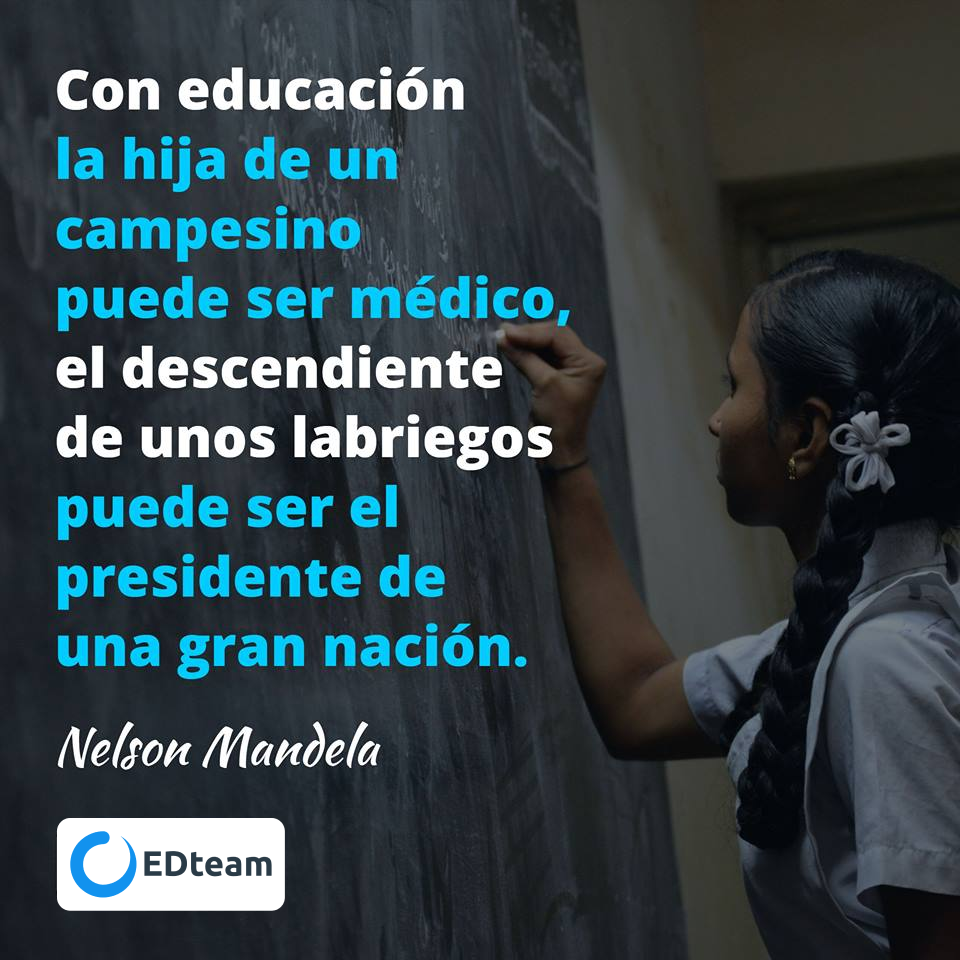 Con educación
la hija de un
campesino
puede ser médico,
el descendiente
de unos labriegos
puede ser el
presidente de
una gran nación.
Nelson Mandela
EDteam